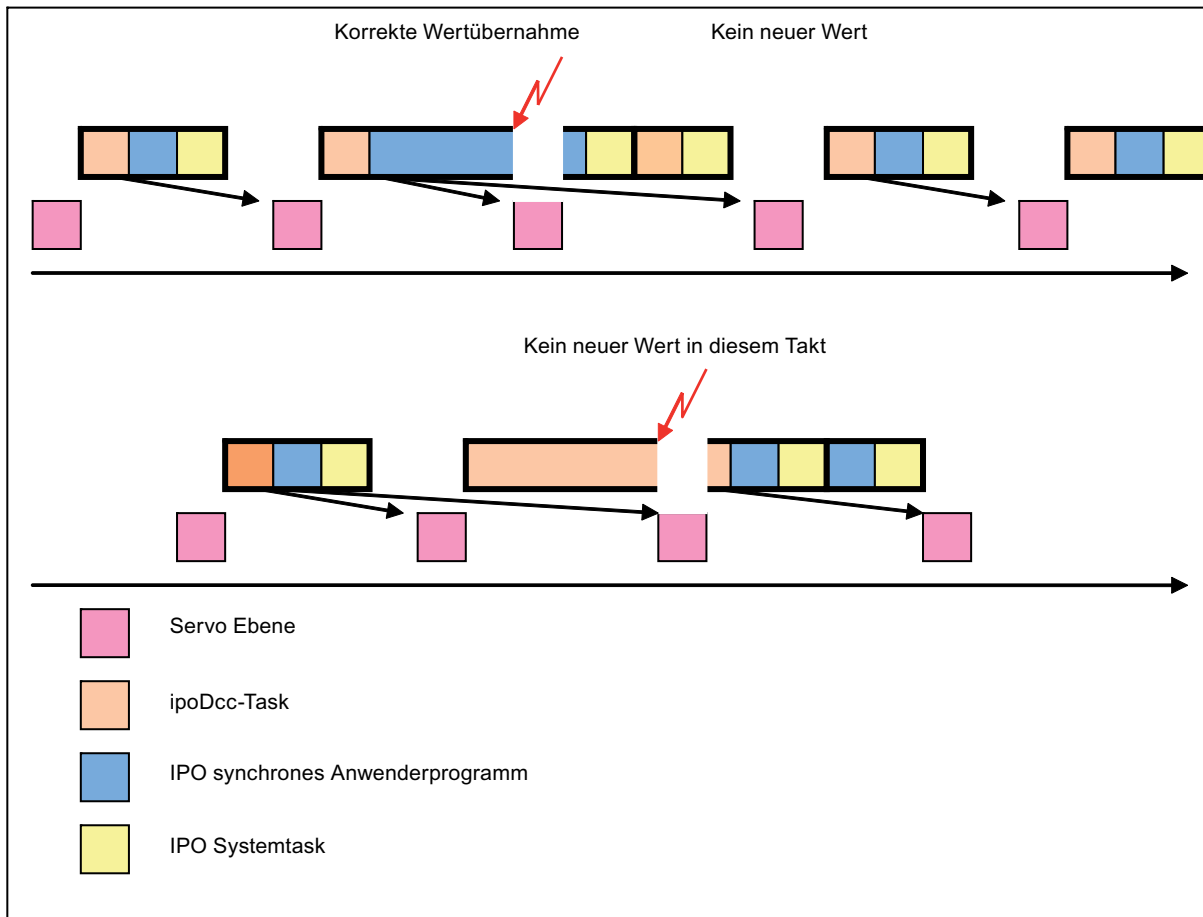 Korrekte Wertübernahme
Kein neuer Wert
Kein neuer Wert in diesem Takt
Servo Ebene
ipoDcc-Task
IPO synchrones Anwenderprogramm
IPO Systemtask